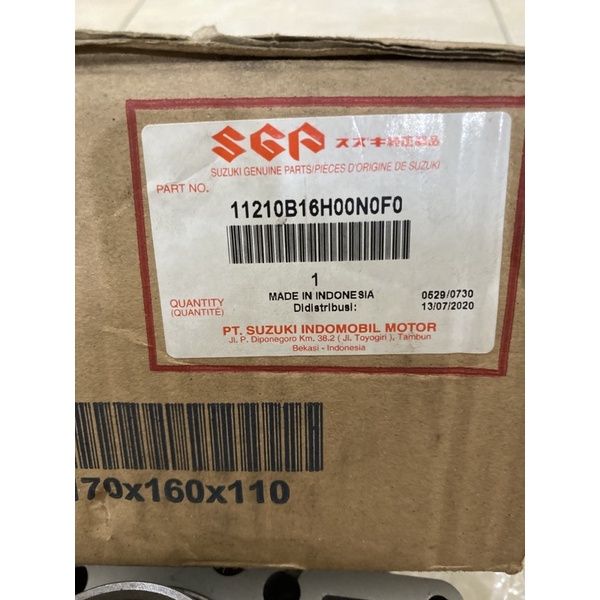 SGP スズキ純正部品
SUZUKI GENUINE PARTS/PIÈCES D'ORIGINE DE SUZUKI
PART NO.
11210B16H00N0F0
1
QUANTITY
(QUANTITÉ)
MADE IN INDONESIA
Didistribusi:
0529/0730
13/07/2020
PT. SUZUKI INDOMOBIL MOTOR
Jl. P. Diponegoro Km. 38.2 ( Jl. Toyogiri ), Tambun
Bekasi - Indonesia
170x160x110